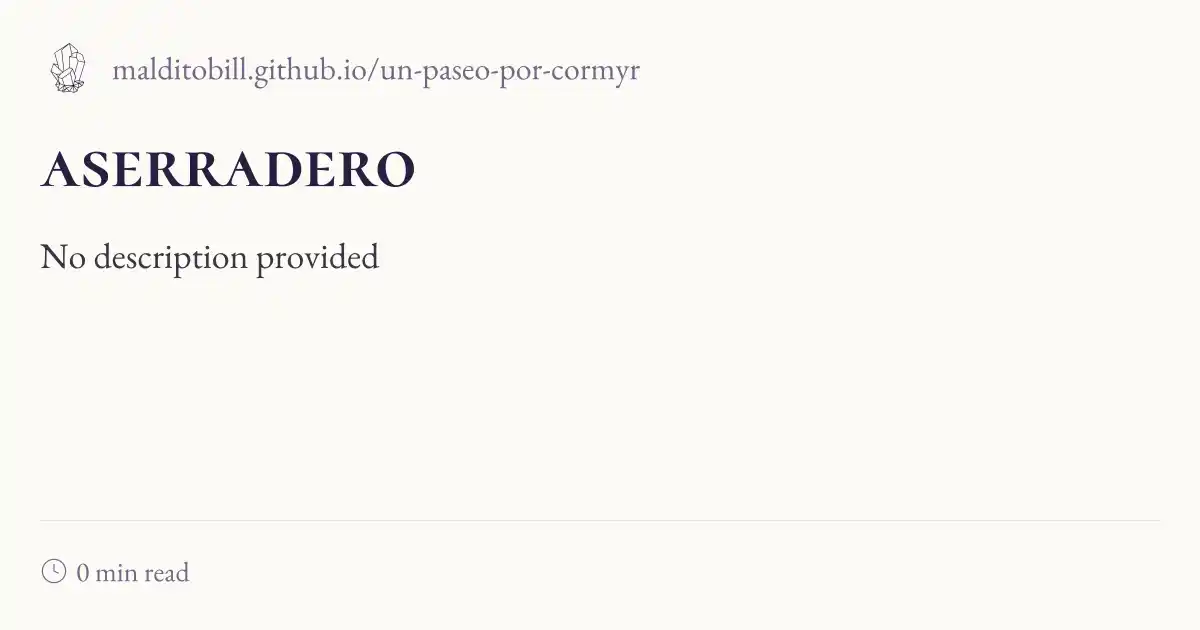 malditobill.github.io/un-paseo-por-cormyr
ASERRADERO
No description provided
0 min read